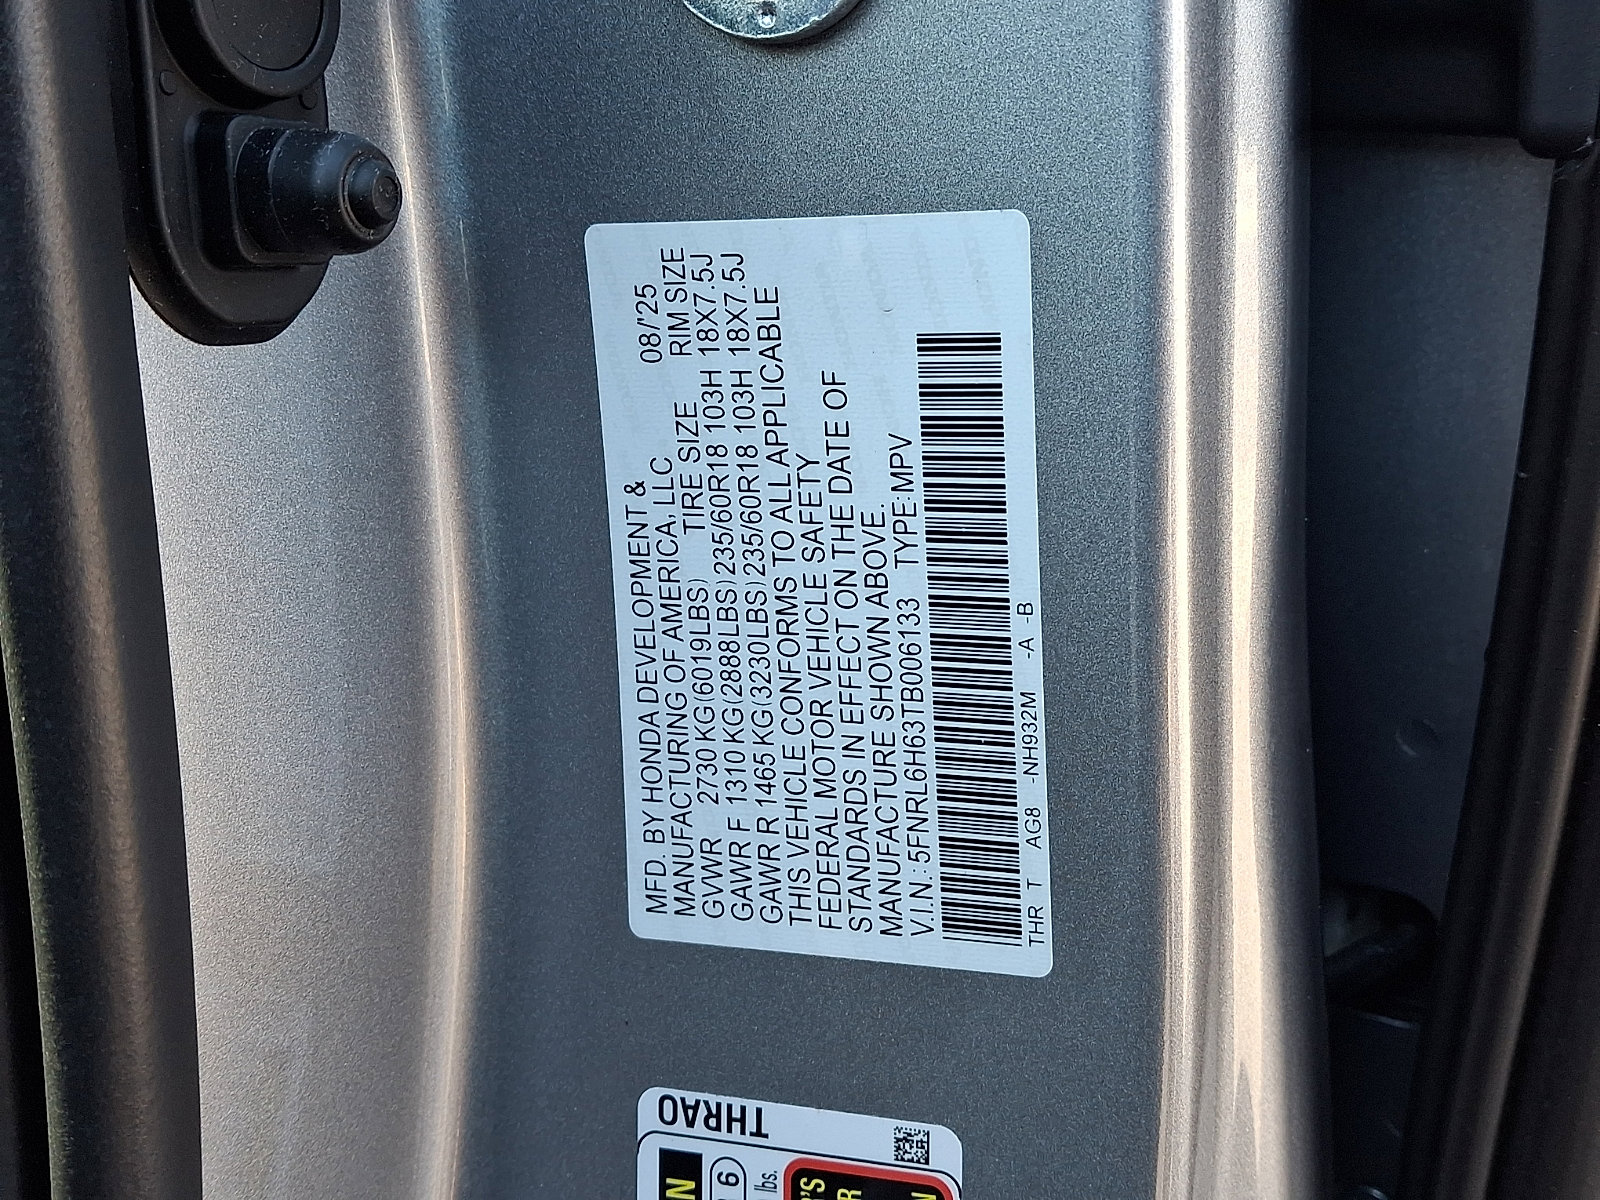 MFD. BY HONDA DEVELOPMENT &
MANUFACTURING OF AMERICA, LLC 08/'25
GVWR 2730 KG(6019LBS) TIRE SIZE RIM SIZE
GAWR F 1310 KG(2888LBS) 235/60R18 103H 18X7.5J
GAWR R 1465 KG(3230LBS) 235/60R18 103H 18X7.5J
THIS VEHICLE CONFORMS TO ALL APPLICABLE
FEDERAL MOTOR VEHICLE SAFETY
STANDARDS IN EFFECT ON THE DATE OF
MANUFACTURE SHOWN ABOVE.
V.I.N.: 5FNRL6H63TB006133 TYPE: MPV
THR T AG8 -NH932M -A -B
THRA0
6
lbs.